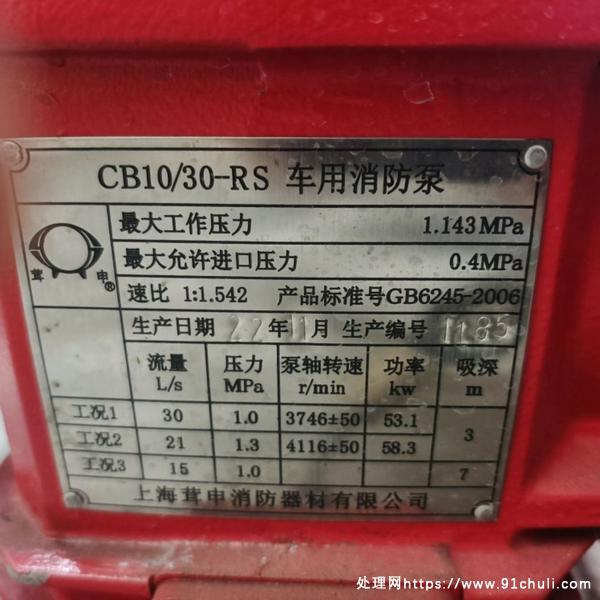 CB10/30-RS 车用消防泵
茸 申 ®
最大工作压力 1.143MPa
最大允许进口压力 0.4MPa
速比 1:1.542 产品标准号GB6245-2006
生产日期 22 年 11 月 生产编号 1185
流量 L/s 压力 MPa 泵轴转速 r/min 功率 kw 吸深 m
工况1 30 1.0 3746±50 53.1 3
工况2 21 1.3 4116±50 58.3
工况3 15 1.0 7
上海茸申消防器材有限公司
处理网https://www.91chuli.com/